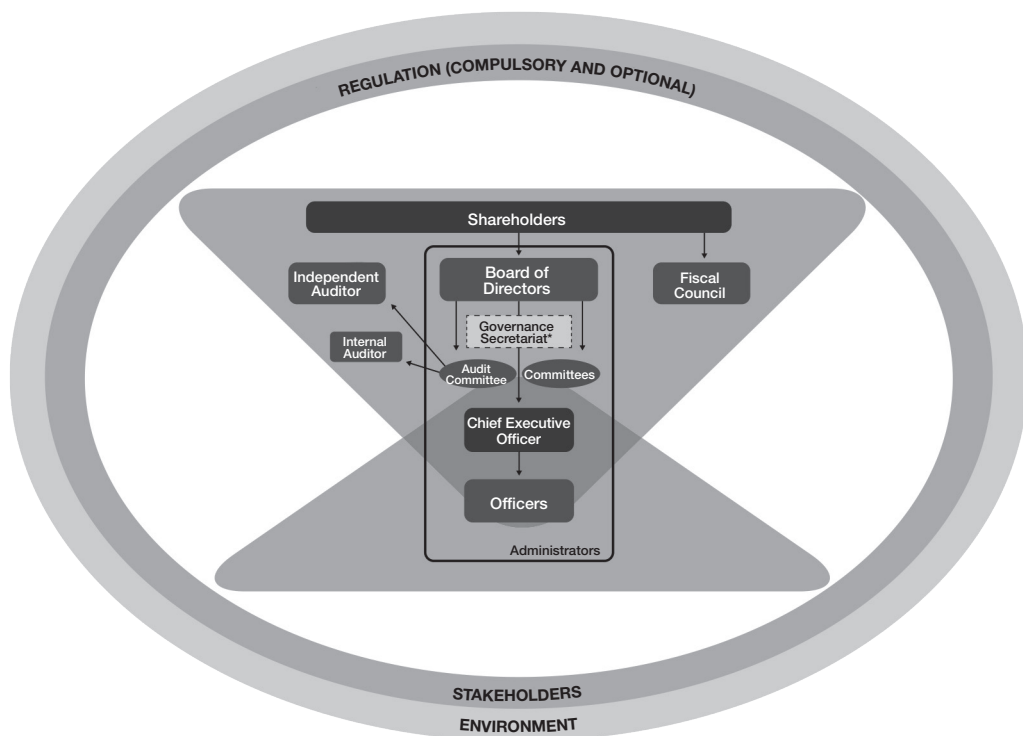 REGULATION (COMPULSORY AND OPTIONAL)
Shareholders
Independent
Auditor
Board of
Directors
Fiscal
Council
Governance
Secretariat*
Internal
Auditor
Audit
Committee
Committees
Chief Executive
Officer
Officers
Administrators
STAKEHOLDERS
ENVIRONMENT